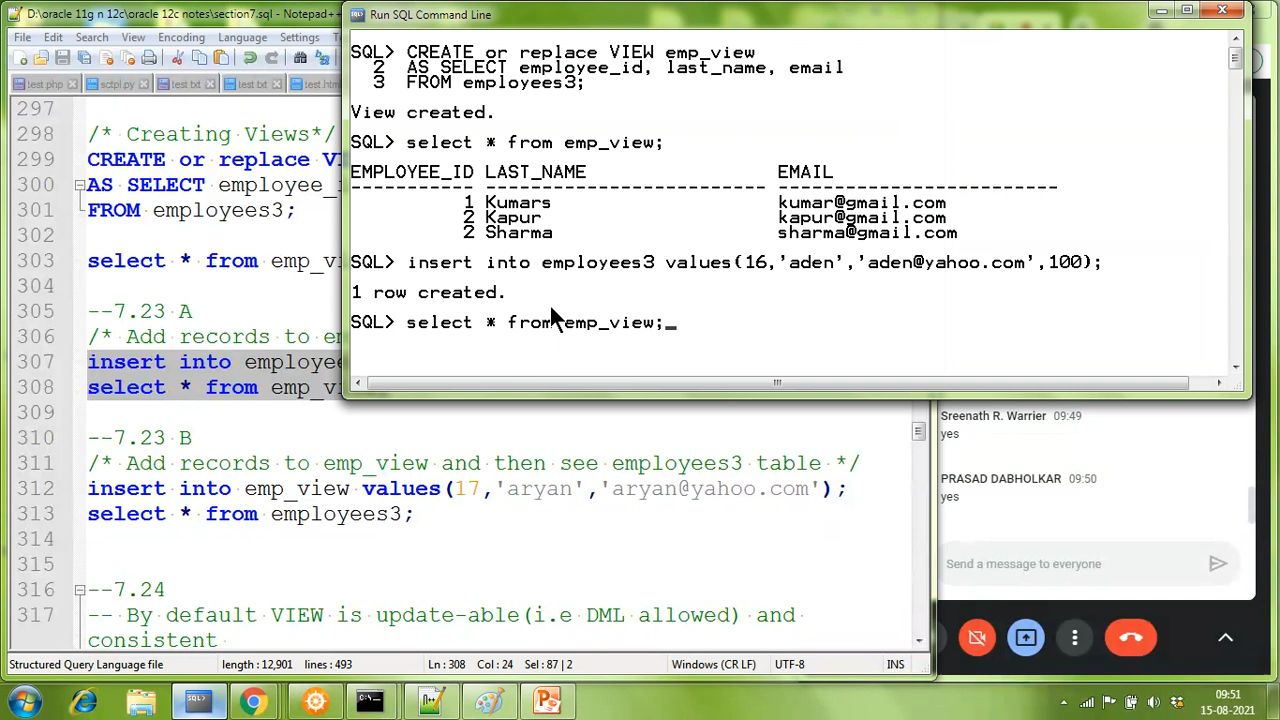 D:\oracle 11g n 12c\oracle 12c notes\section7.sql - Notepad++
File Edit Search View Encoding Language Settings
test.php sctpl.py test.txt test.txt
297
298 /* Creating Views*/
299 CREATE or replace
300 AS SELECT employee_
301 FROM employees3;
302
303 select * from emp_
304
305
306 --7.23 A
/* Add records to
307 insert into
308 select * from emp_
309
310 --7.23 B
311 /* Add records to emp_view and then see employees3 table */
312 insert into emp_view values(17,'aryan','aryan@yahoo.com');
313 select * from employees3;
314
315
316 --7.24
317 -- By default VIEW is update-able(i.e DML allowed) and
consistent
Structured Query Language file length : 12,901 lines : 493 Ln : 308 Col : 24 Sel : 87 | 2 Windows (CR LF) UTF-8 INS
Run SQL Command Line
SQL> CREATE or replace VIEW emp_view
2 AS SELECT employee_id, last_name, email
3 FROM employees3;
View created.
SQL> select * from emp_view;
EMPLOYEE_ID LAST_NAME EMAIL
----------- ------------------------- -------------------------
1 Kumars kumar@gmail.com
2 Kapur kapur@gmail.com
2 Sharma sharma@gmail.com
SQL> insert into employees3 values(16,'aden','aden@yahoo.com',100);
1 row created.
SQL> select * from emp_view;
Sreenath R. Warrier 09:49
yes
PRASAD DABHOLKAR 09:50
yes
Send a message to everyone
09:51
15-08-2021